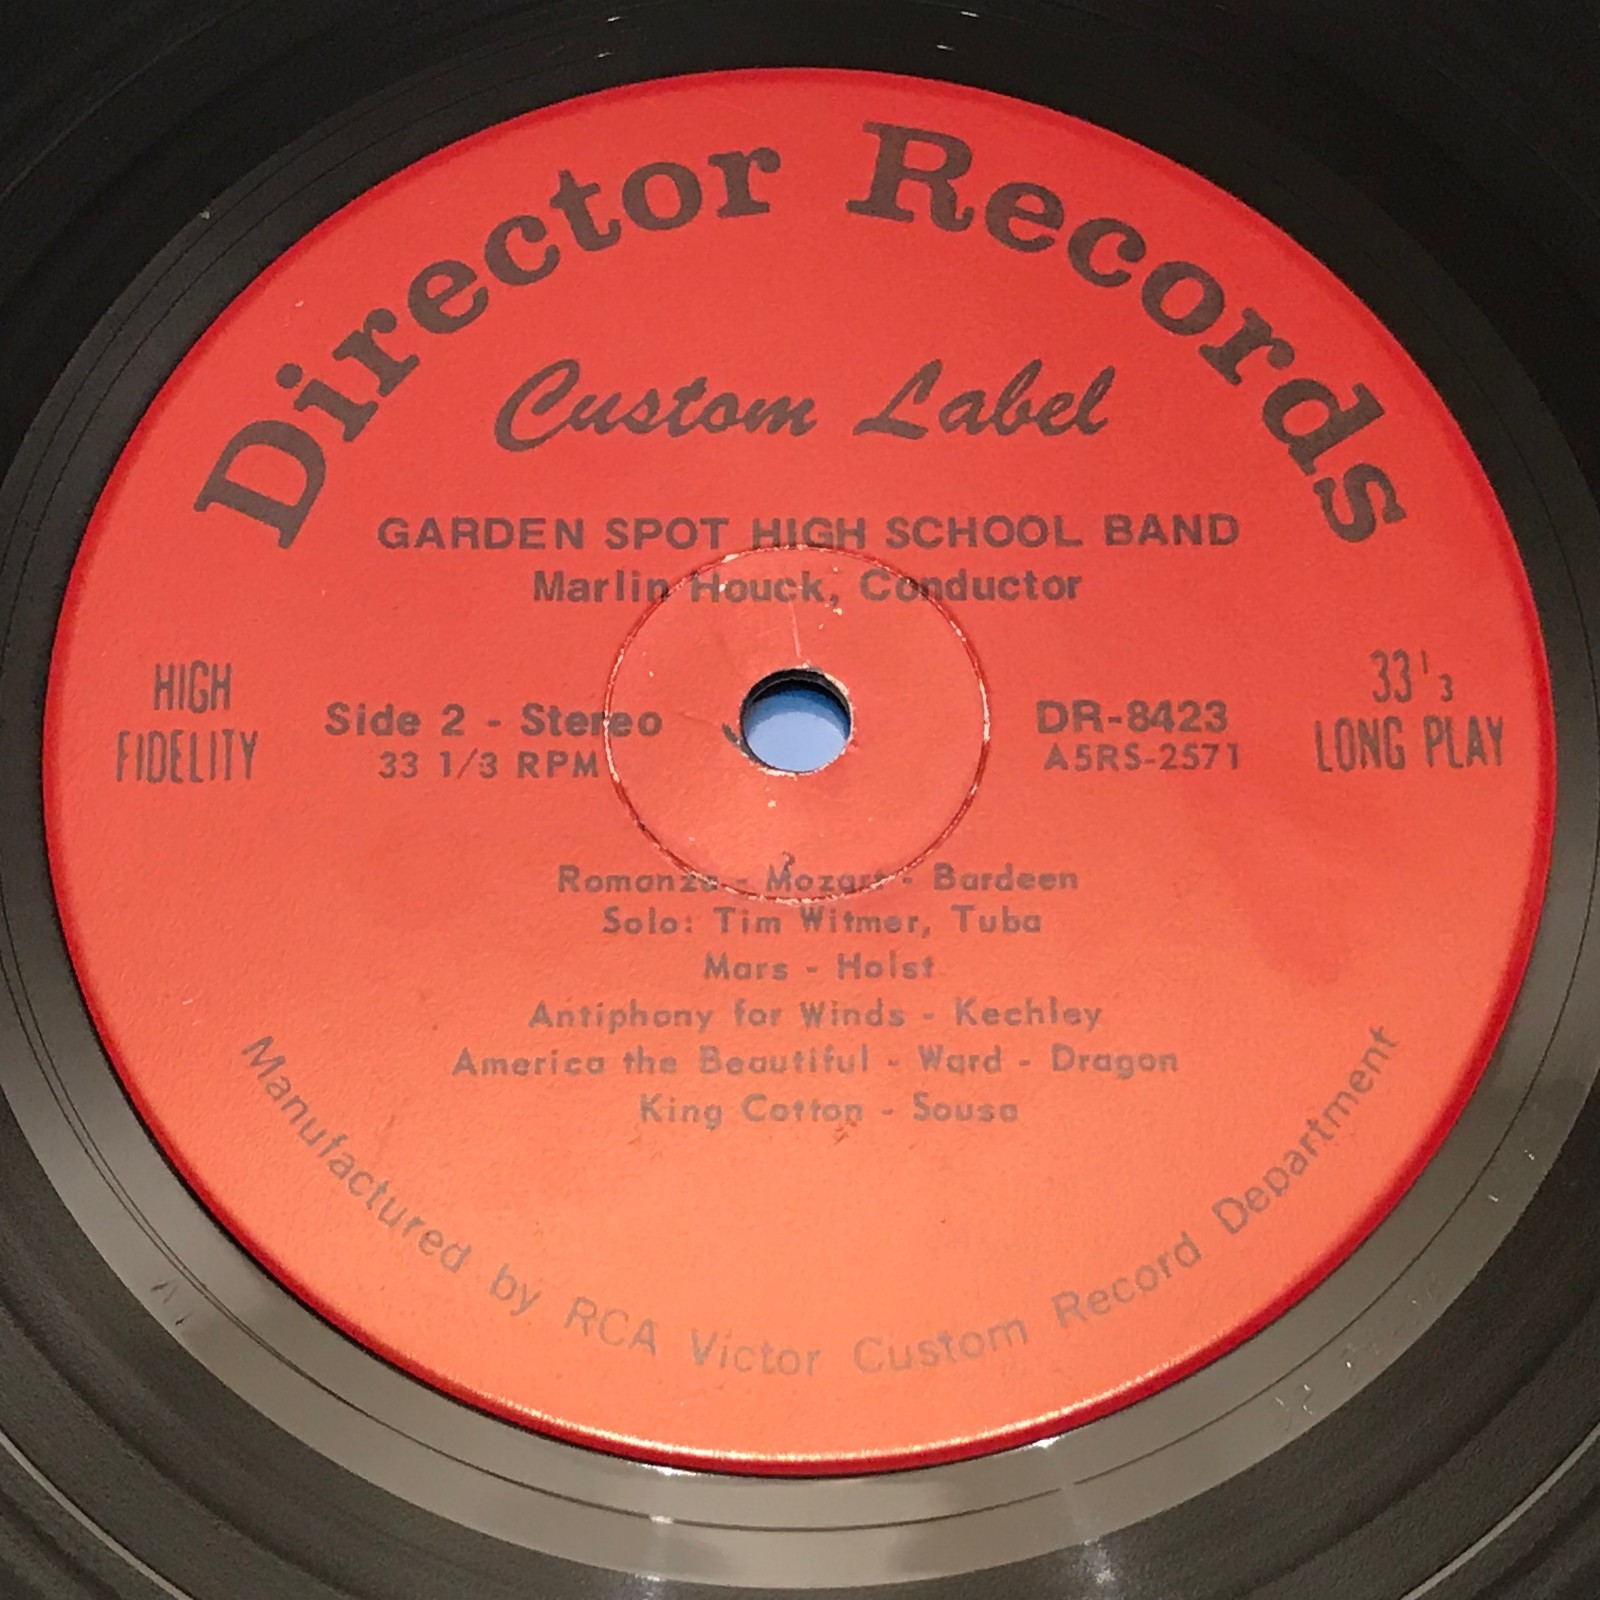 Director Records
Custom Label
GARDEN SPOT HIGH SCHOOL BAND
Marlin Houck, Conductor
HIGH
FIDELITY
Side 2 - Stereo
33 1/3 RPM
DR-8423
A5RS-2571
33 1/3
LONG PLAY
Romanza - Mozart - Bardeen
Solo: Tim Witmer, Tuba
Mars - Holst
Antiphony for Winds - Kechley
America the Beautiful - Ward - Dragon
King Cotton - Sousa
Manufactured by RCA Victor Custom Record Department